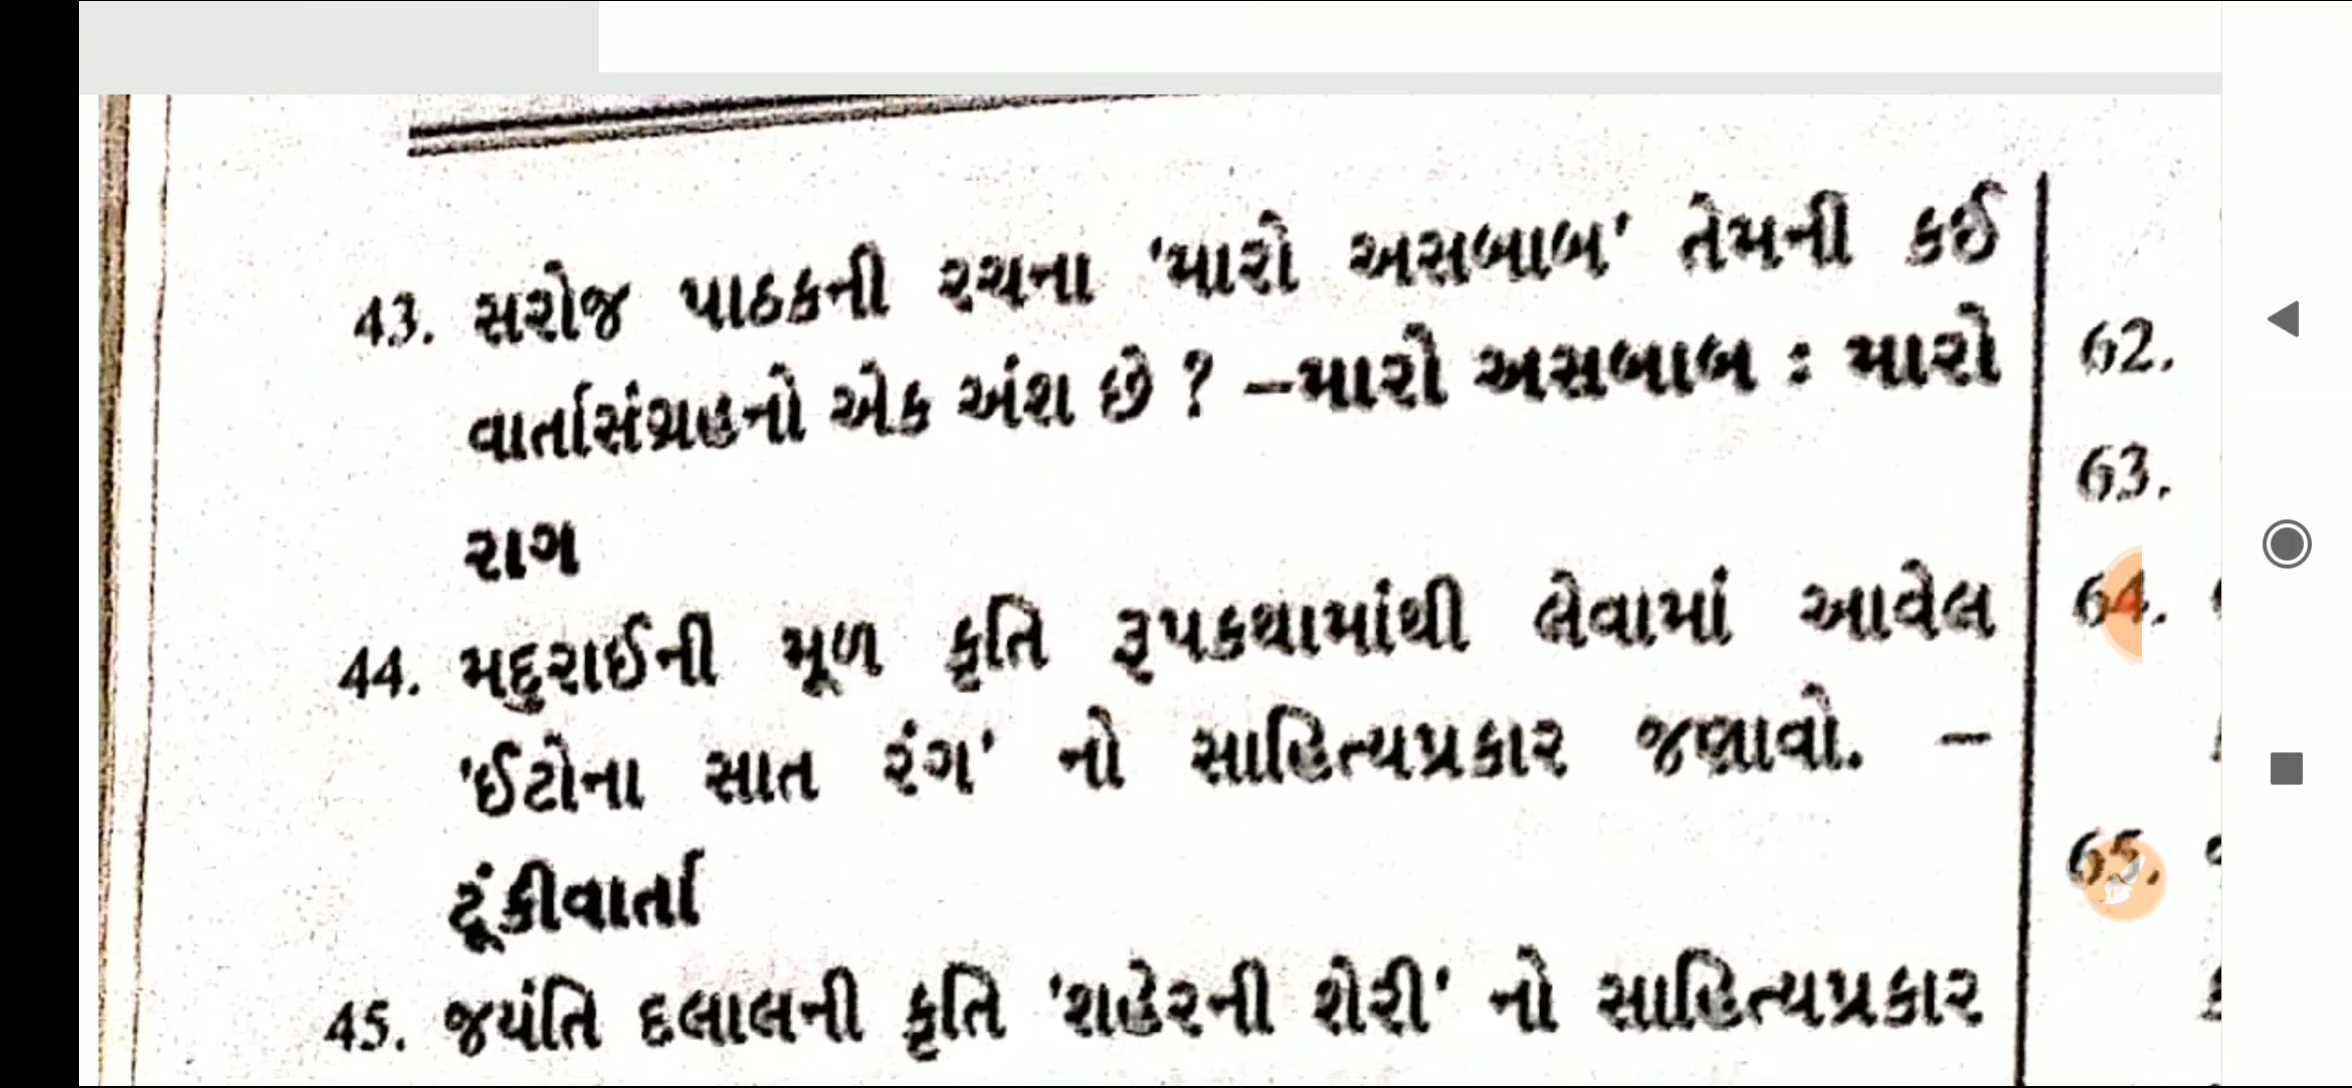 43. સરોજ પાઠકની રચના 'મારો અસબાબ' તેમની કઈ
વાર્તાસંગ્રહનો એક અંશ છે ? –મારો અસબાબ : મારો
રાગ
44. મદુરાઈની મૂળ કૃતિ રૂપકથામાંથી લેવામાં આવેલ
'ઈંટોના સાત રંગ' નો સાહિત્યપ્રકાર જણાવો. –
ટૂંકીવાર્તા
45. જયંતિ દલાલની કૃતિ 'શહેરની શેરી' નો સાહિત્યપ્રકાર
62.
63.
64.
65.